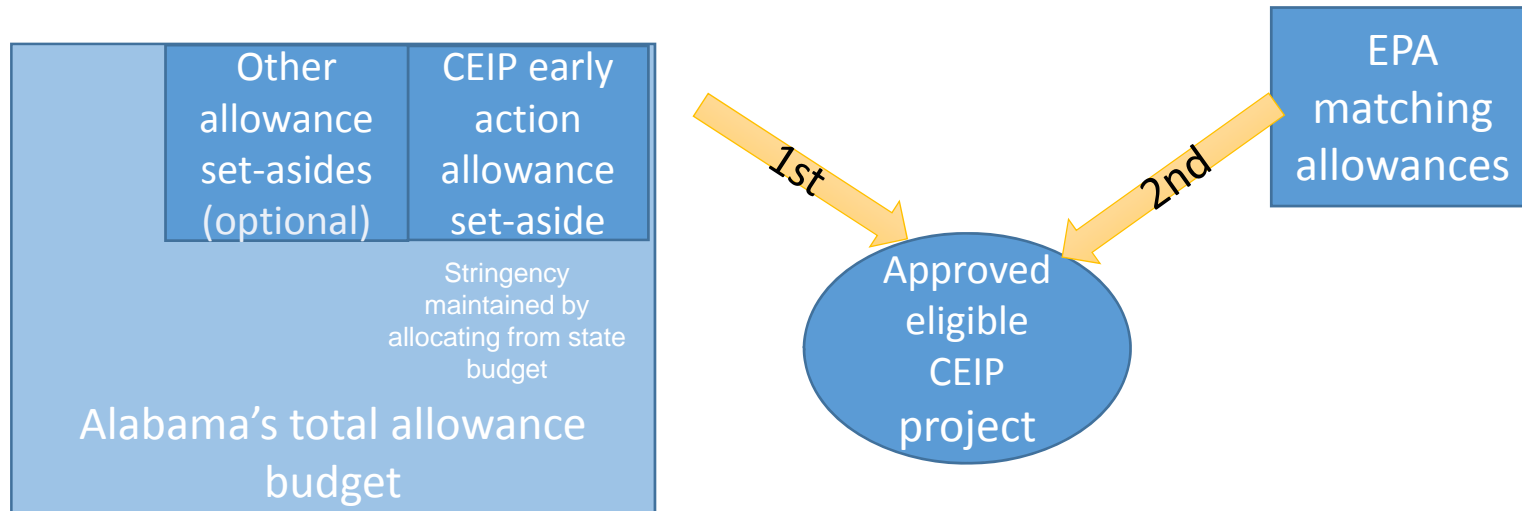 Other
allowance
set-asides
(optional)
CEIP early
action
allowance
set-aside
Stringency
maintained by
allocating from state
budget
Alabama’s total allowance
budget
1st
2nd
EPA
matching
allowances
Approved
eligible
CEIP
project